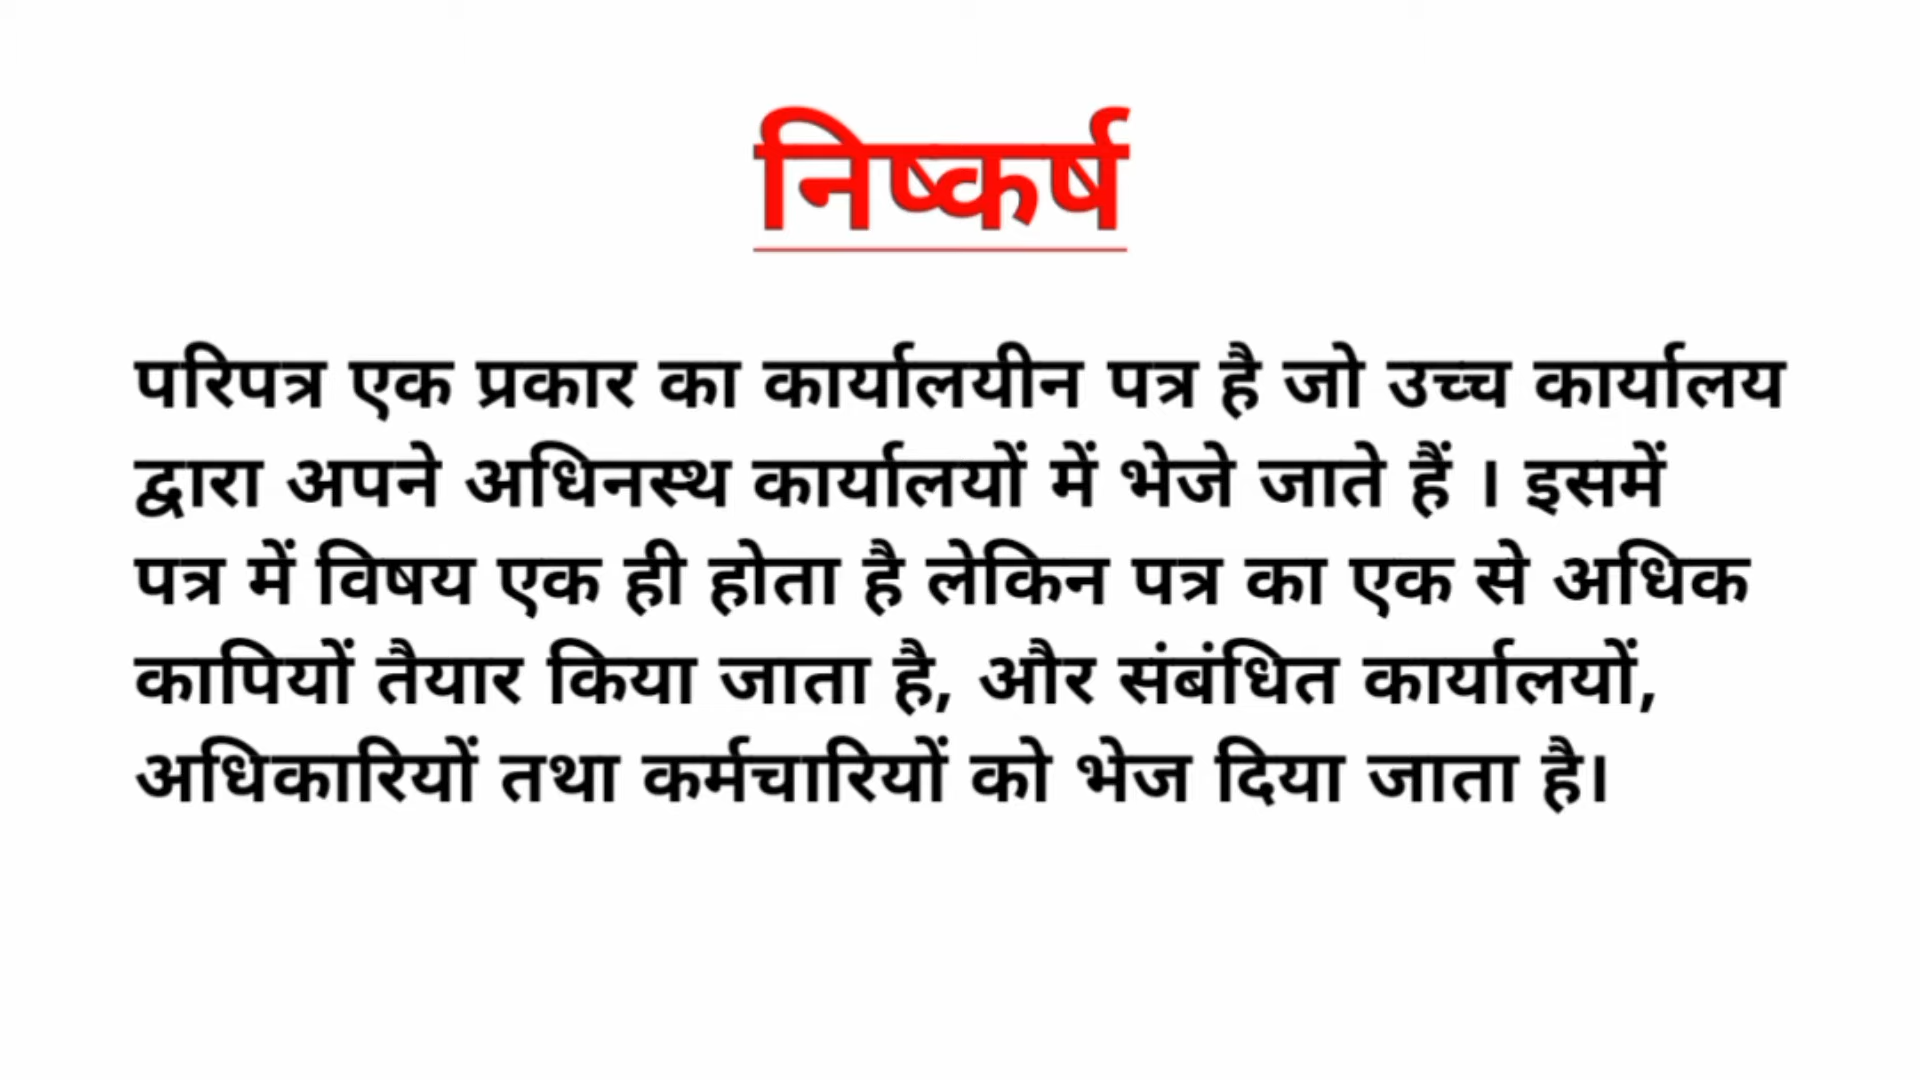 निष्कर्ष
परिपत्र एक प्रकार का कार्यालयीन पत्र है जो उच्च कार्यालय
द्वारा अपने अधिनस्थ कार्यालयों में भेजे जाते हैं । इसमें
पत्र में विषय एक ही होता है लेकिन पत्र का एक से अधिक
कापियों तैयार किया जाता है, और संबंधित कार्यालयों,
अधिकारियों तथा कर्मचारियों को भेज दिया जाता है।